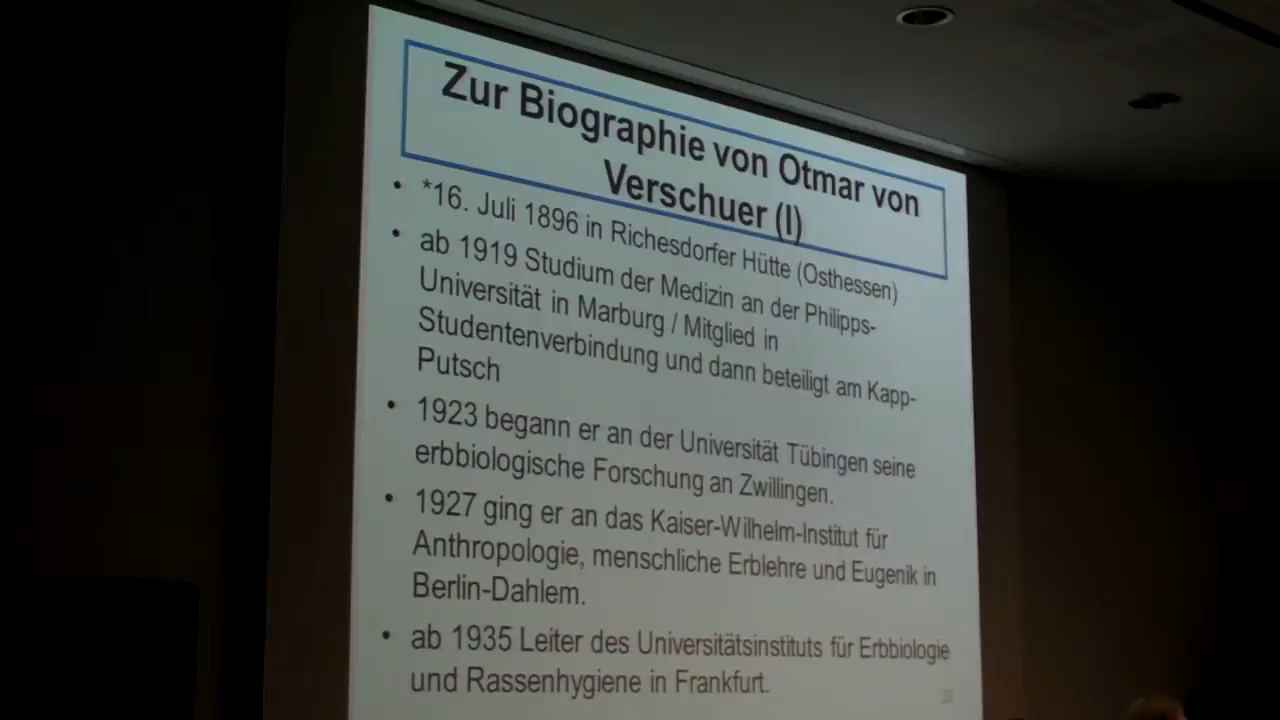 Zur Biographie von Otmar von
Verschuer (I)
• *16. Juli 1896 in Richesdorfer Hütte (Osthessen)
• ab 1919 Studium der Medizin an der Philipps-
Universität in Marburg / Mitglied in
Studentenverbindung und dann beteiligt am Kapp-
Putsch
• 1923 begann er an der Universität Tübingen seine
erbbiologische Forschung an Zwillingen.
• 1927 ging er an das Kaiser-Wilhelm-Institut für
Anthropologie, menschliche Erblehre und Eugenik in
Berlin-Dahlem.
• ab 1935 Leiter des Universitätsinstituts für Erbbiologie
und Rassenhygiene in Frankfurt.